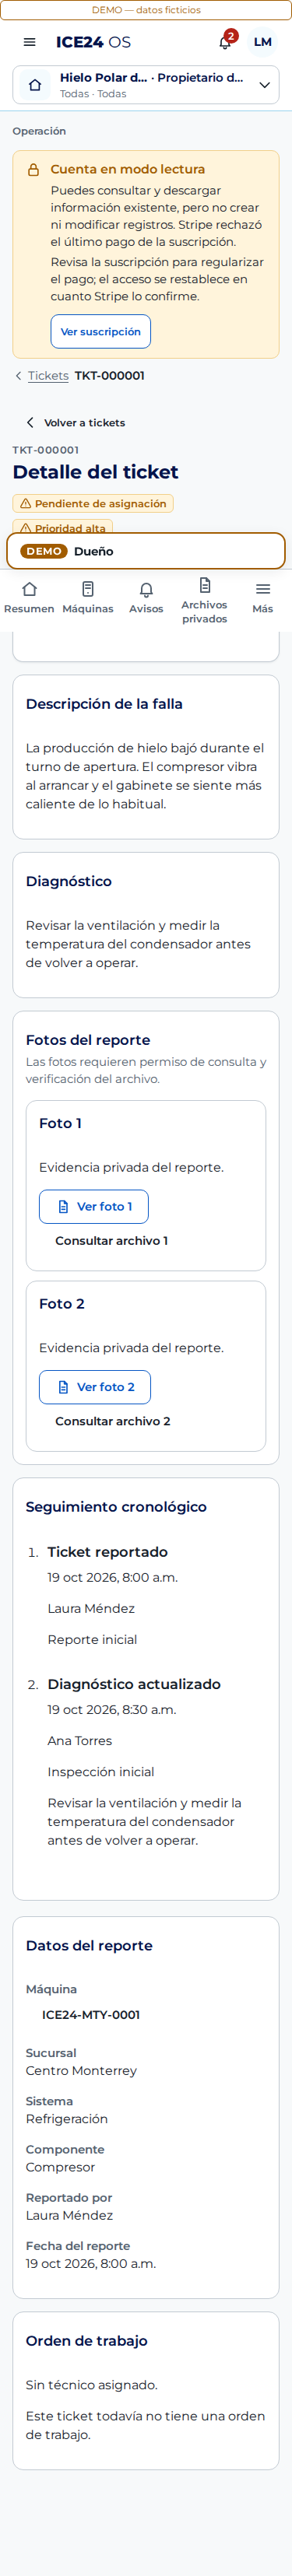 DEMO — datos ficticios
ICE24 OS
2
LM
Hielo Polar d... · Propietario d...
Todas · Todas
Operación
Cuenta en modo lectura
Puedes consultar y descargar
información existente, pero no crear
ni modificar registros. Stripe rechazó
el último pago de la suscripción.
Revisa la suscripción para regularizar
el pago; el acceso se restablece en
cuanto Stripe lo confirme.
Ver suscripción
Tickets TKT-000001
Volver a tickets
TKT-000001
Detalle del ticket
Pendiente de asignación
Prioridad alta
DEMO Dueño
Resumen
Máquinas
Avisos
Archivos
privados
Más
Descripción de la falla
La producción de hielo bajó durante el
turno de apertura. El compresor vibra
al arrancar y el gabinete se siente más
caliente de lo habitual.
Diagnóstico
Revisar la ventilación y medir la
temperatura del condensador antes
de volver a operar.
Fotos del reporte
Las fotos requieren permiso de consulta y
verificación del archivo.
Foto 1
Evidencia privada del reporte.
Ver foto 1
Consultar archivo 1
Foto 2
Evidencia privada del reporte.
Ver foto 2
Consultar archivo 2
Seguimiento cronológico
1. Ticket reportado
19 oct 2026, 8:00 a.m.
Laura Méndez
Reporte inicial
2. Diagnóstico actualizado
19 oct 2026, 8:30 a.m.
Ana Torres
Inspección inicial
Revisar la ventilación y medir la
temperatura del condensador
antes de volver a operar.
Datos del reporte
Máquina
ICE24-MTY-0001
Sucursal
Centro Monterrey
Sistema
Refrigeración
Componente
Compresor
Reportado por
Laura Méndez
Fecha del reporte
19 oct 2026, 8:00 a.m.
Orden de trabajo
Sin técnico asignado.
Este ticket todavía no tiene una orden
de trabajo.